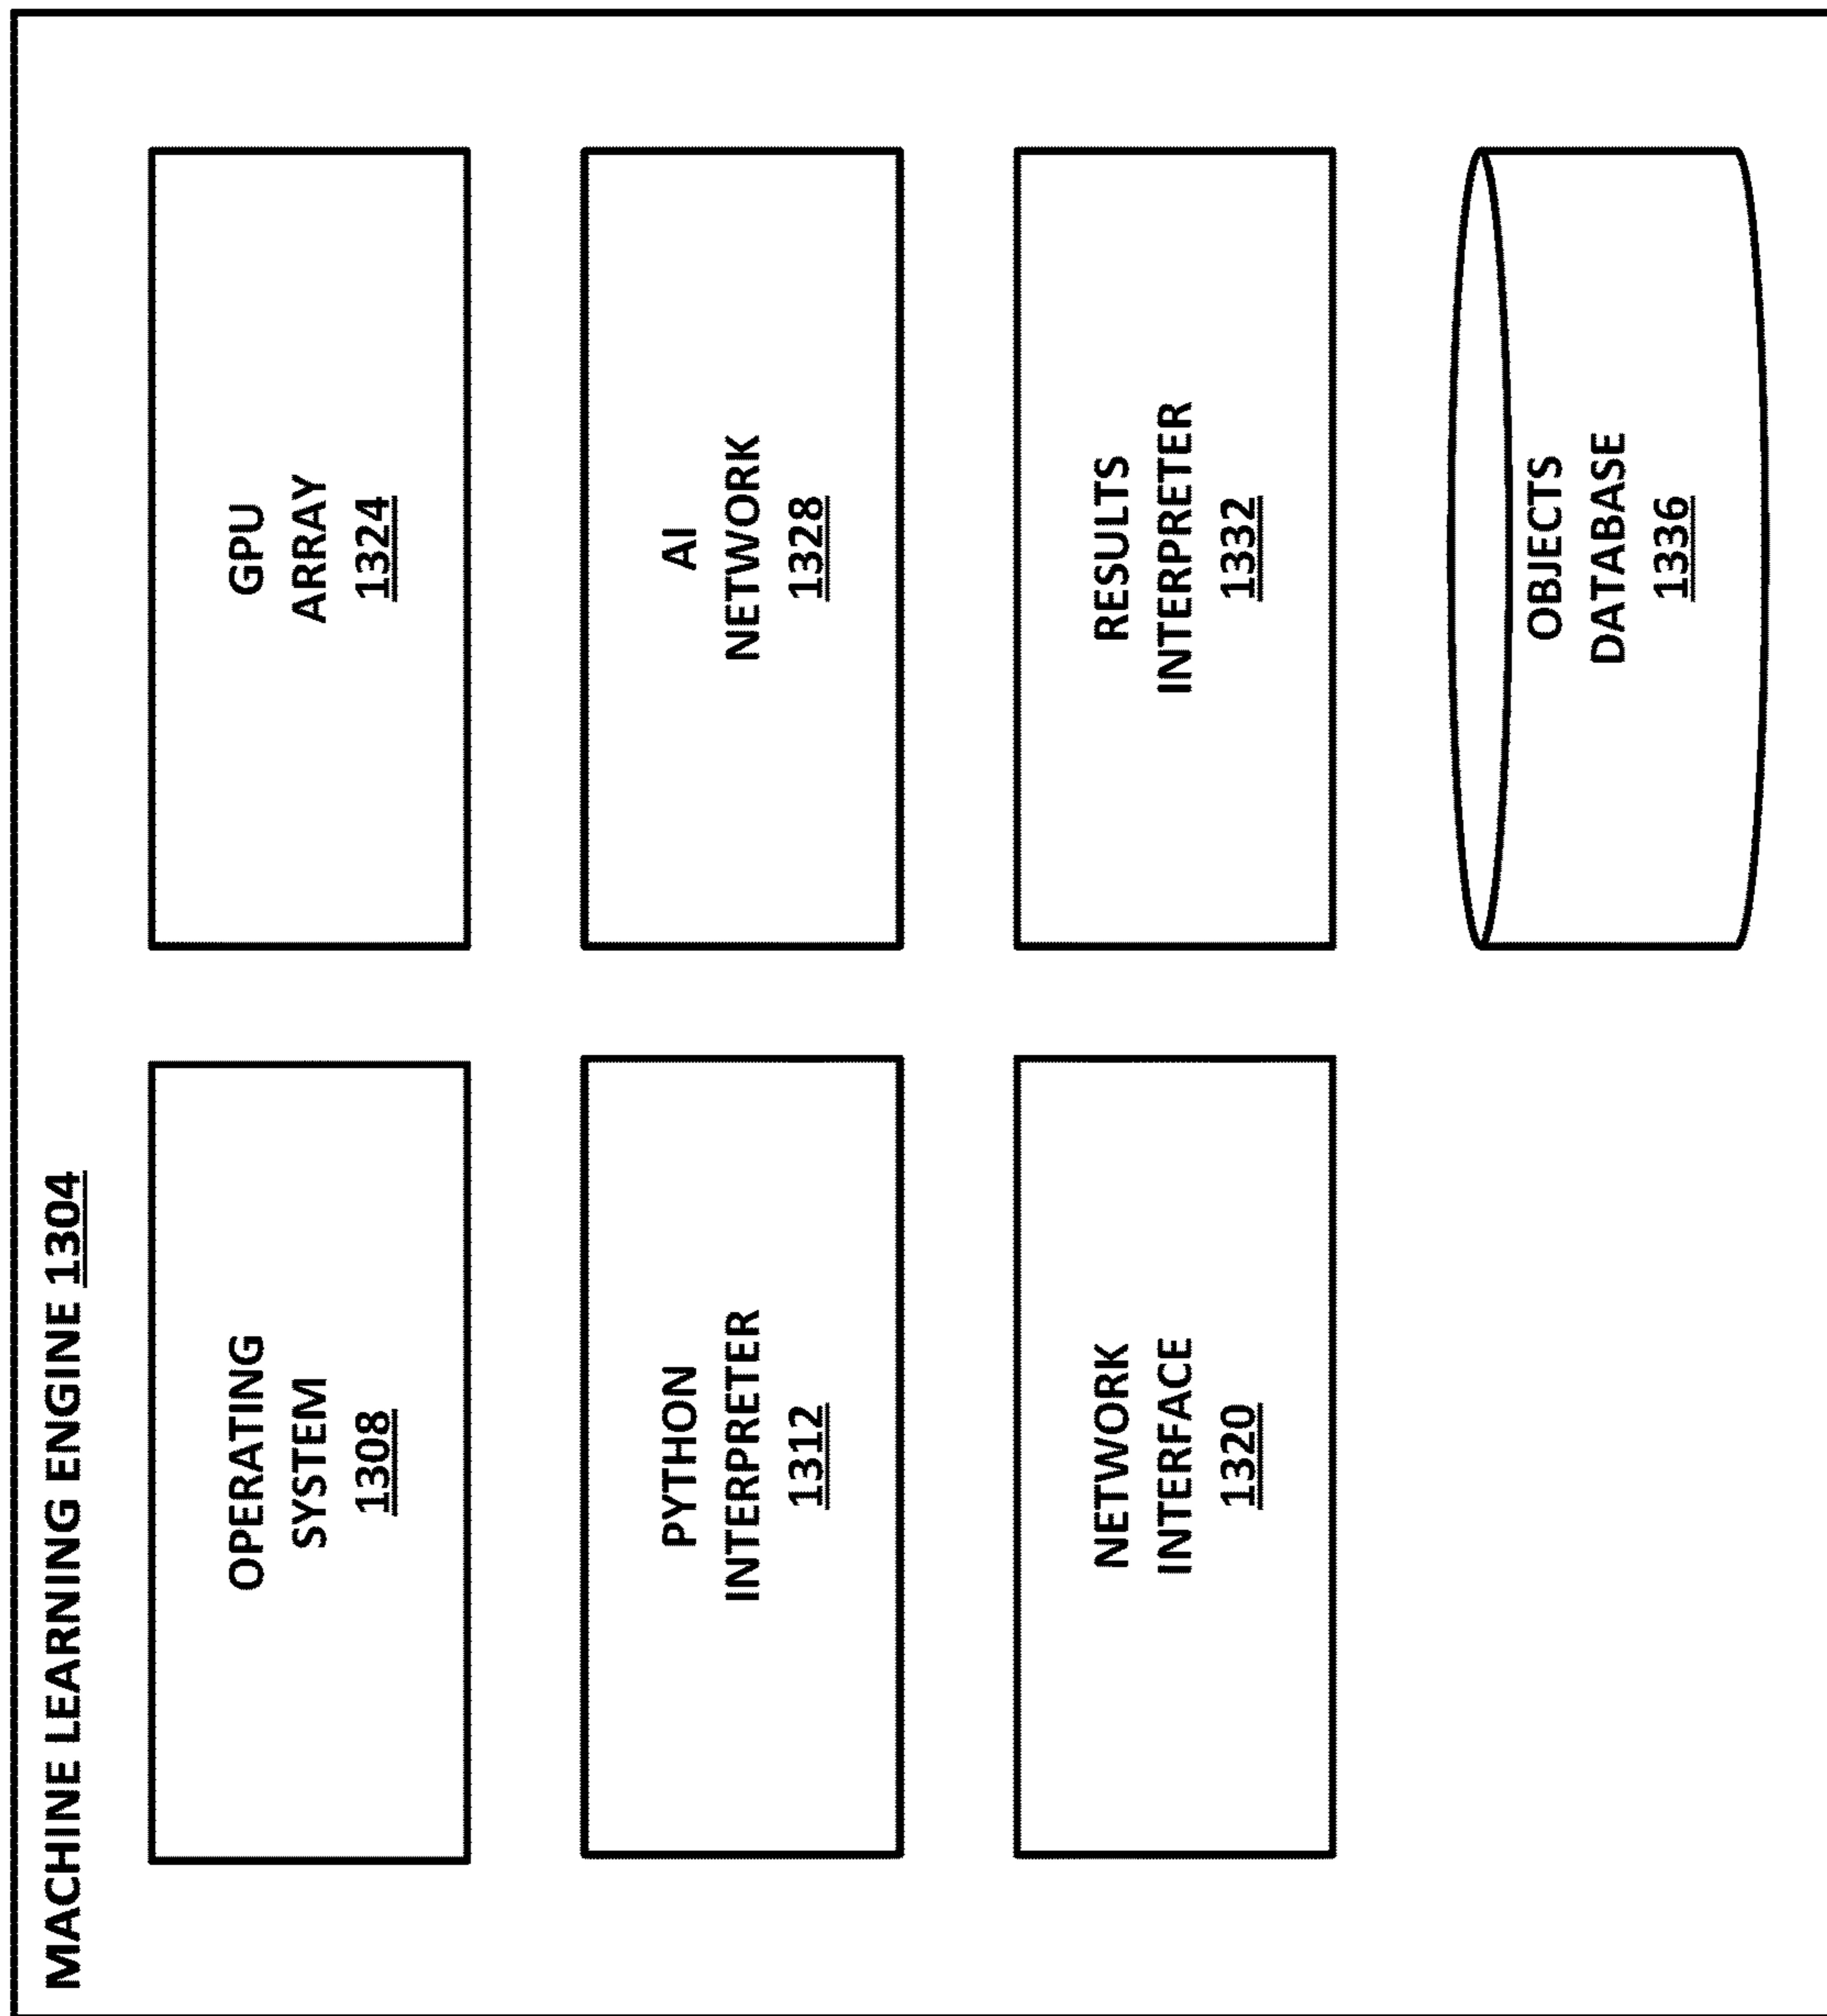 MACHINE LEARNING ENGINE 1304
OPERATING
SYSTEM
1308
GPU
ARRAY
1324
PYTHON
INTERPRETER
1312
AI
NETWORK
1328
NETWORK
INTERFACE
1320
RESULTS
INTERPRETER
1332
OBJECTS
DATABASE
1336